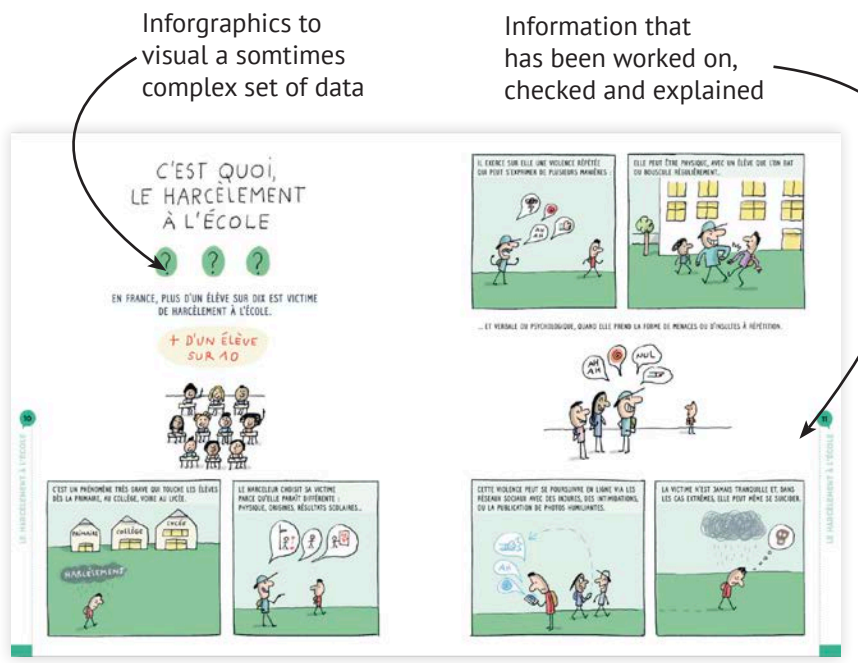 Inforgraphics to
visual a somtimes
complex set of data
Information that
has been worked on,
checked and explained
C'EST QUOI,
LE HARCÈLEMENT
À L'ÉCOLE
? ? ?
EN FRANCE, PLUS D'UN ÉLÈVE SUR DIX EST VICTIME
DE HARCÈLEMENT À L'ÉCOLE.
+ D'UN ÉLÈVE
SUR 10
10
LE HARCÈLEMENT À L'ÉCOLE
C'EST UN PHÉNOMÈNE TRÈS GRAVE QUI TOUCHE LES ÉLÈVES
DÈS LA PRIMAIRE, AU COLLÈGE, VOIRE AU LYCÉE.
PRIMAIRE
COLLÈGE
LYCÉE
HARCÈLEMENT
LE HARCELEUR CHOISIT SA VICTIME
PARCE QU'ELLE PARAÎT DIFFÉRENTE :
PHYSIQUE, ORIGINES, RÉSULTATS SCOLAIRES...
IL EXERCE SUR ELLE UNE VIOLENCE RÉPÉTÉE
QUI PEUT S'EXPRIMER DE PLUSIEURS MANIÈRES :
AH
AH
ELLE PEUT ÊTRE PHYSIQUE, AVEC UN ÉLÈVE QUE L'ON BAT
OU BOUSCULE RÉGULIÈREMENT...
... ET VERBALE OU PSYCHOLOGIQUE, QUAND ELLE PREND LA FORME DE MENACES OU D'INSULTES À RÉPÉTITION.
AH
AH
NUL
11
LE HARCÈLEMENT À L'ÉCOLE
CETTE VIOLENCE PEUT SE POURSUIVRE EN LIGNE VIA LES
RÉSEAUX SOCIAUX AVEC DES INJURES, DES INTIMIDATIONS,
OU LA PUBLICATION DE PHOTOS HUMILIANTES.
AH
LA VICTIME N'EST JAMAIS TRANQUILLE ET, DANS
LES CAS EXTRÊMES, ELLE PEUT MÊME SE SUICIDER.